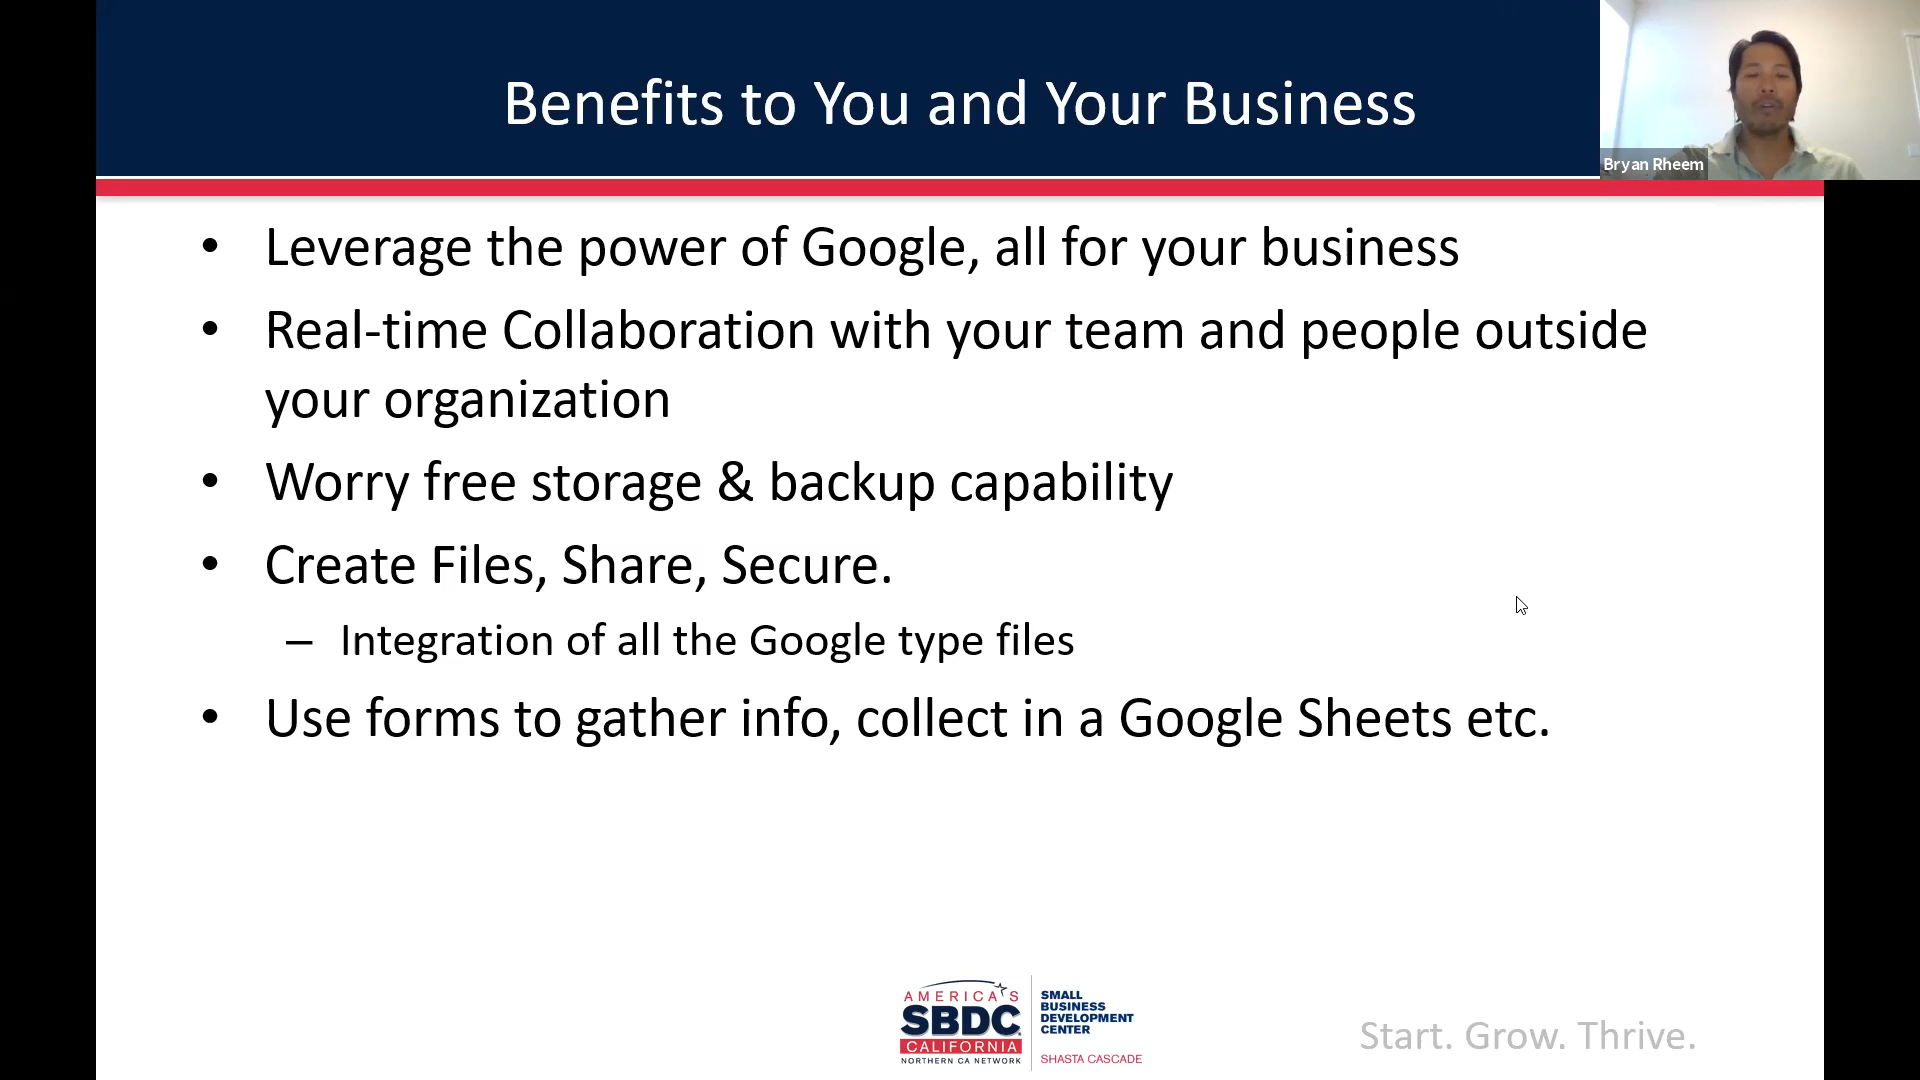 Benefits to You and Your Business
Bryan Rheem
• Leverage the power of Google, all for your business
• Real-time Collaboration with your team and people outside
your organization
• Worry free storage & backup capability
• Create Files, Share, Secure.
– Integration of all the Google type files
• Use forms to gather info, collect in a Google Sheets etc.
AMERICA'S
SBDC
CALIFORNIA
NORTHERN CA NETWORK
SMALL
BUSINESS
DEVELOPMENT
CENTER
SHASTA CASCADE
Start. Grow. Thrive.